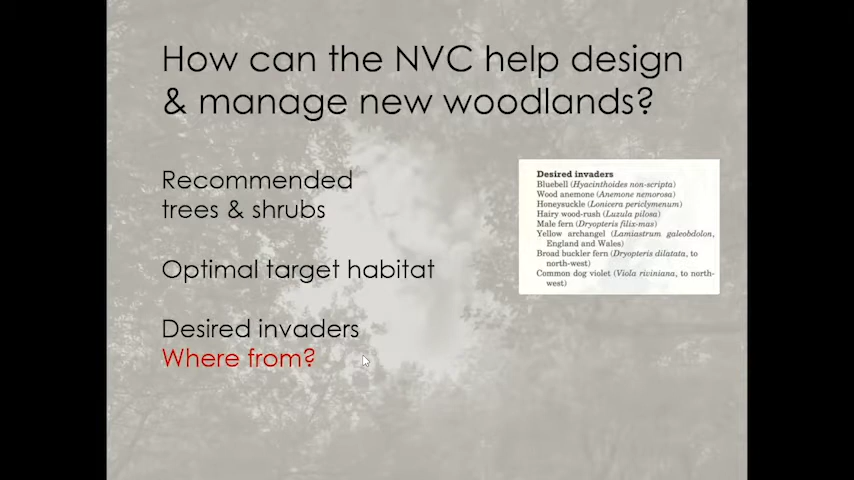 How can the NVC help design
& manage new woodlands?
Recommended
trees & shrubs
Optimal target habitat
Desired invaders
Where from?
Desired invaders
Bluebell (Hyacinthoides non-scripta)
Wood anemone (Anemone nemorosa)
Honeysuckle (Lonicera periclymenum)
Hairy wood-rush (Luzula pilosa)
Male fern (Dryopteris filix-mas)
Yellow archangel (Lamiastrum galeobdolon,
England and Wales)
Broad buckler fern (Dryopteris dilatata, to
north-west)
Common dog violet (Viola riviniana, to north-
west)